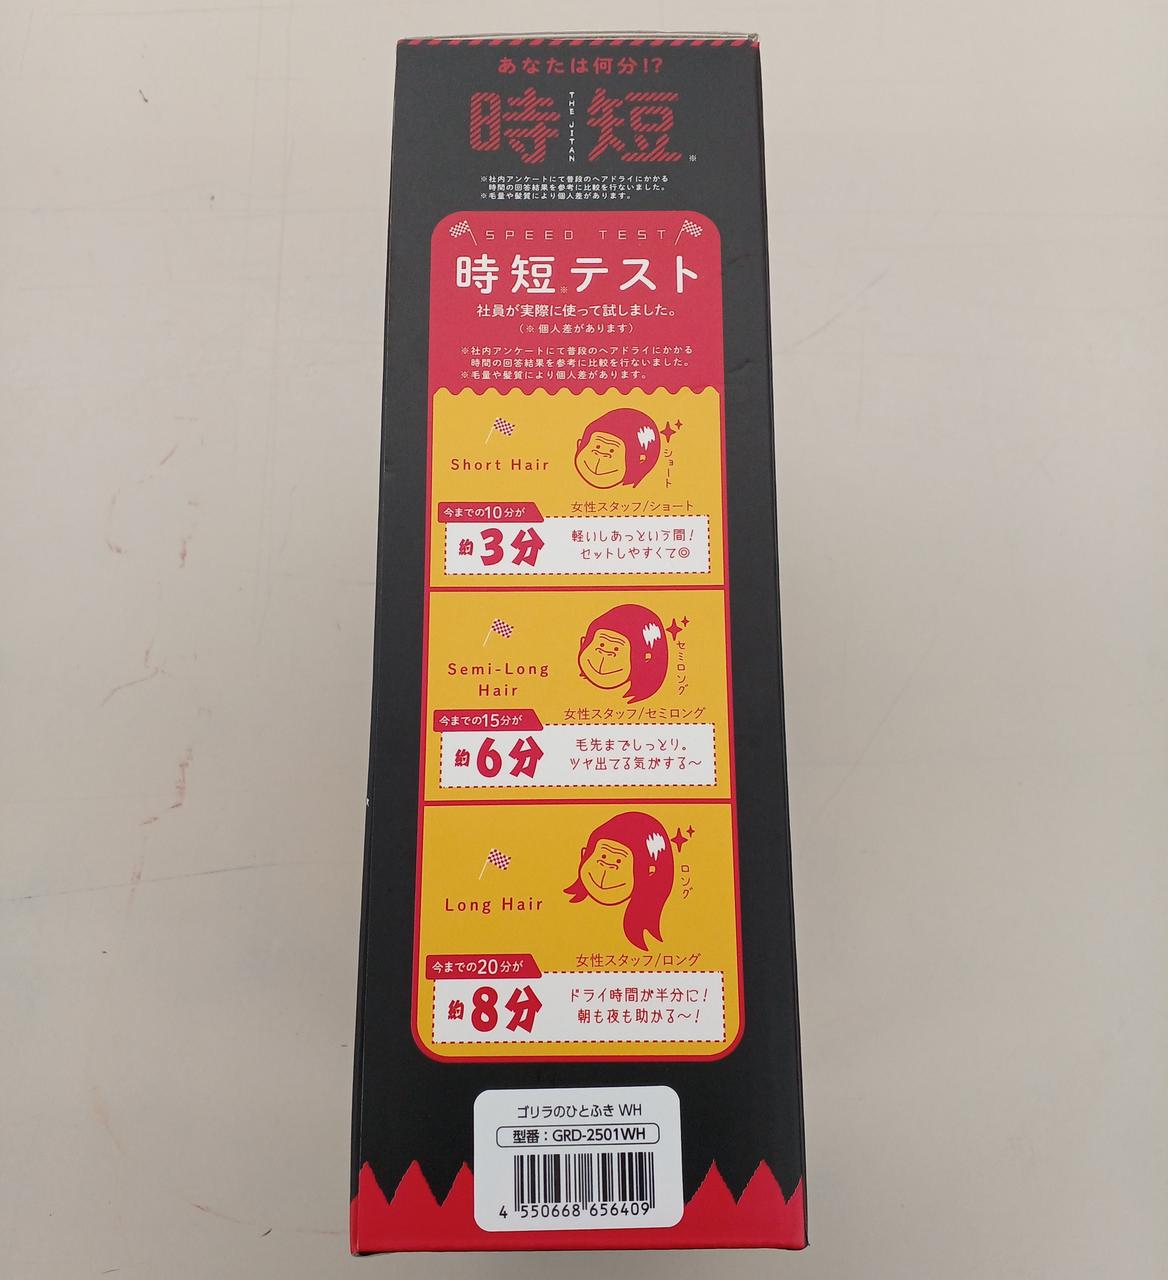 あなたは何分!?
時短※
THE JITAN
※社内アンケートにて普段のヘアドライにかかる
時間の回答結果を参考に比較を行ないました。
※毛量や髪質により個人差があります。
SPEED TEST
時短※テスト
社員が実際に使って試しました。
(※個人差があります)
※社内アンケートにて普段のヘアドライにかかる
時間の回答結果を参考に比較を行ないました。
※毛量や髪質により個人差があります。
Short Hair
ショート
女性スタッフ/ショート
今までの10分が
約3分
軽いしあっという間!
セットしやすくて◎
Semi-Long
Hair
セミロング
女性スタッフ/セミロング
今までの15分が
約6分
毛先までしっとり。
ツヤ出てる気がする〜
Long Hair
ロング
女性スタッフ/ロング
今までの20分が
約8分
ドライ時間が半分に!
朝も夜も助かる〜!
ゴリラのひとふき WH
型番:GRD-2501WH
4 550668 656409